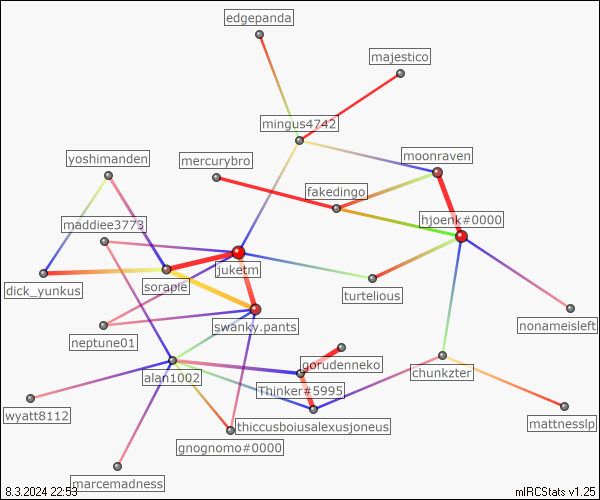 edgepanda
majestico
mingus4742
moonraven
yoshimanden
mercurybro
fakedingo
hjoenk#0000
maddiee3773
juketm
dick_yunkus
sorapie
turtelious
swanky.pants
nonameisleft
neptune01
gorudenneko
chunkzter
alan1002
Thinker#5995
wyatt8112
thiccusboiusalexusjoneus
mattnesslp
gnognomo#0000
marcemadness
8.3.2024 22:53
mIRCStats v1.25